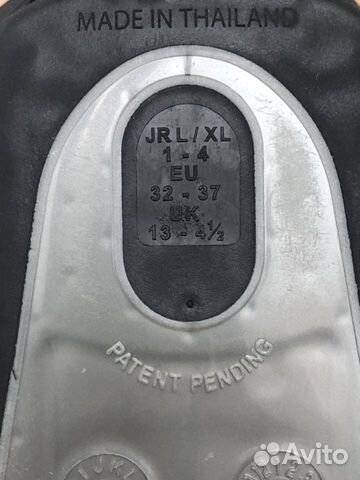 MADE IN THAILAND
JR L / XL
1 - 4
EU
32 - 37
UK
13 - 4½
PATENT PENDING
Avito